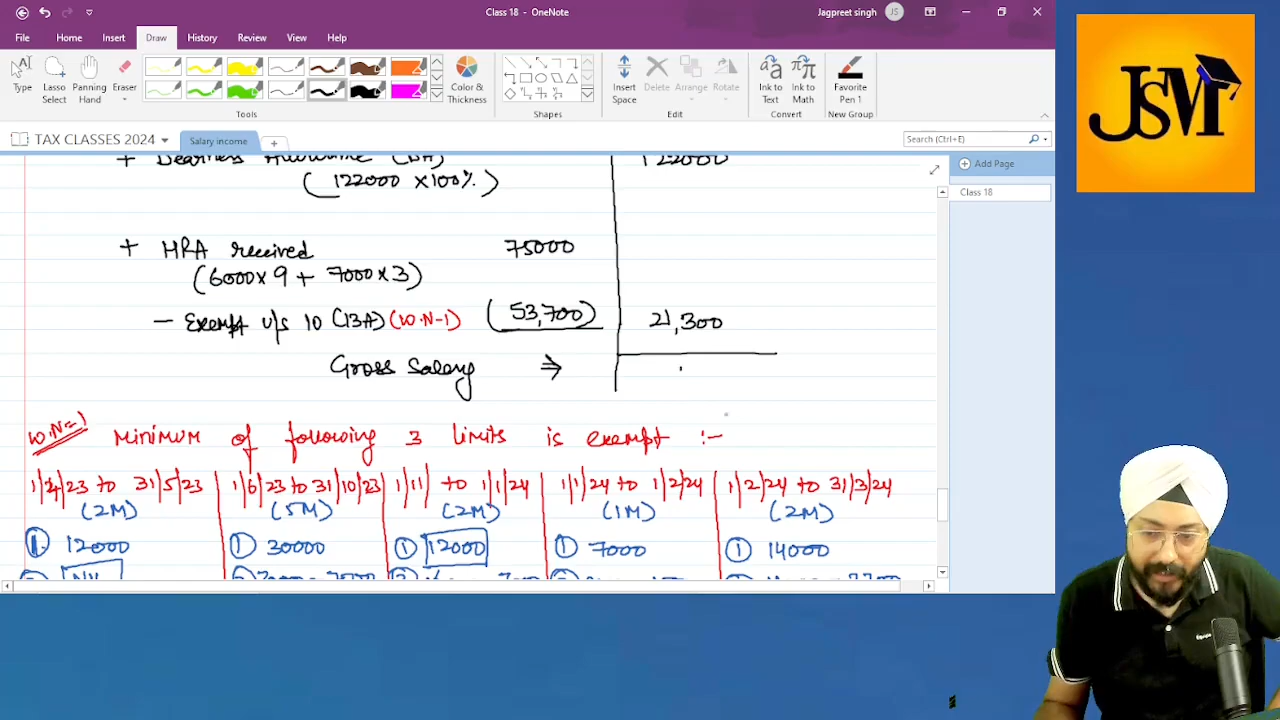 Class 18 - OneNote
Jagpreet singh JS
File Home Insert Draw History Review View Help
Type Lasso Select Panning Hand Eraser Color & Thickness Insert Space Delete Arrange Rotate Ink to Text Ink to Math Favorite Pen 1
Tools Shapes Edit Convert New Group
TAX CLASSES 2024 Salary income + Search (Ctrl+E)
Add Page
Class 18
+ Dearness Allowance (DA) 122000
(122000 ×100%)
+ HRA received 75000
(6000×9 + 7000×3)
- Exempt u/s 10 (13A) (W.N-1) (53,700) 21,300
Gross Salary ⇒
W.N=1 Minimum of following 3 limits is exempt :-
1/4/23 to 31/5/23 1/6/23 to 31/10/23 1/11/ to 1/1/24 1/1/24 to 1/2/24 1/2/24 to 31/3/24
(2M) (5M) (2M) (1M) (2M)
① 12000 ① 30000 ① 12000 ① 7000 ① 14000
JSM